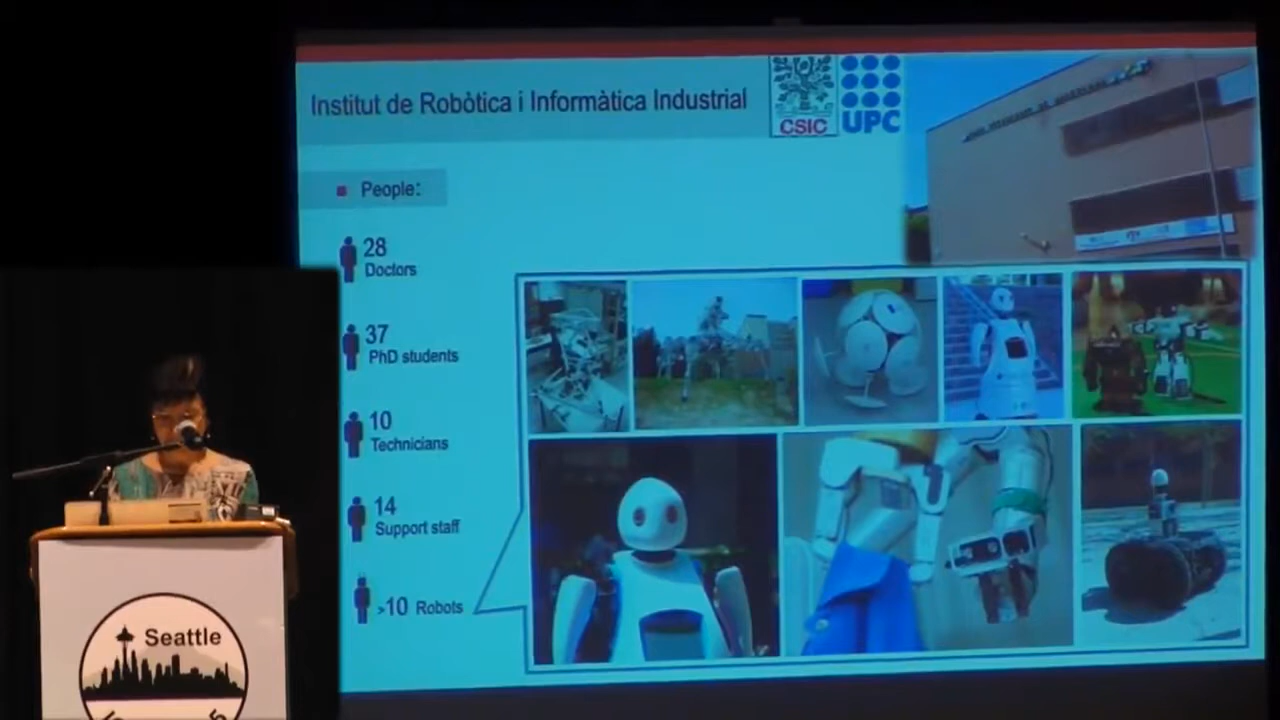 Institut de Robòtica i Informàtica Industrial
CSIC
UPC
People:
28
Doctors
37
PhD students
10
Technicians
14
Support staff
>10 Robots
Seattle